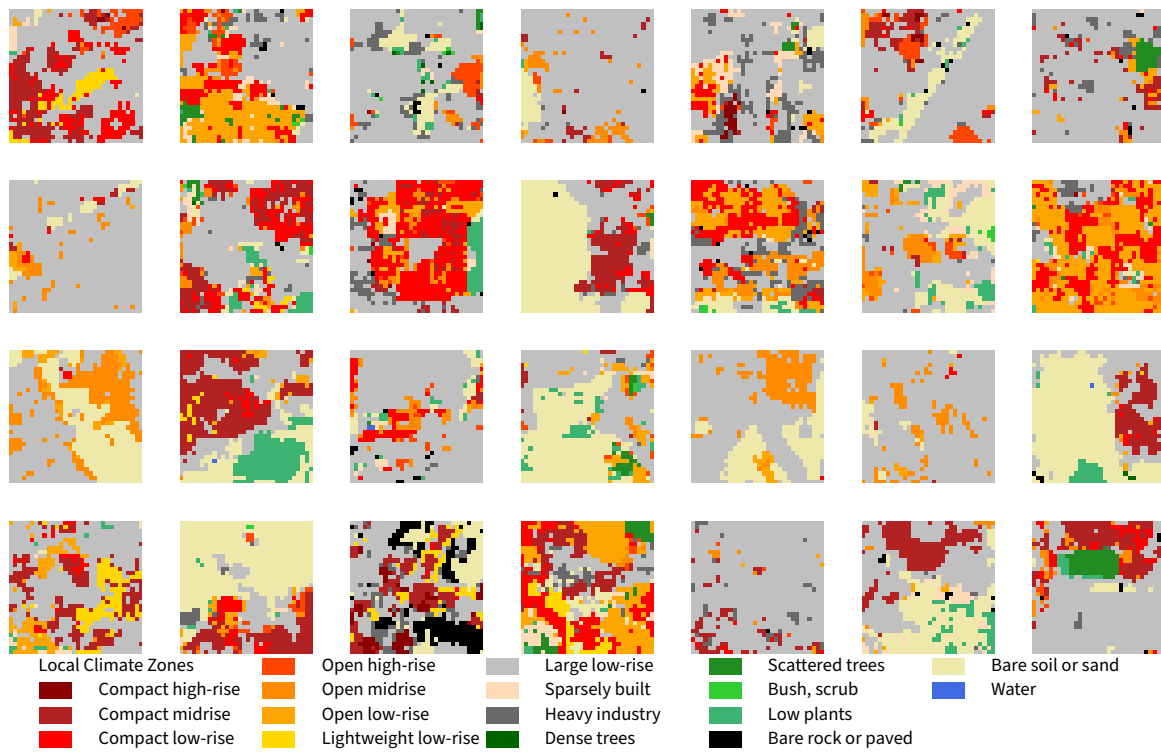 Local Climate Zones
Compact high-rise
Compact midrise
Compact low-rise
Open high-rise
Open midrise
Open low-rise
Lightweight low-rise
Large low-rise
Sparsely built
Heavy industry
Dense trees
Scattered trees
Bush, scrub
Low plants
Bare rock or paved
Bare soil or sand
Water